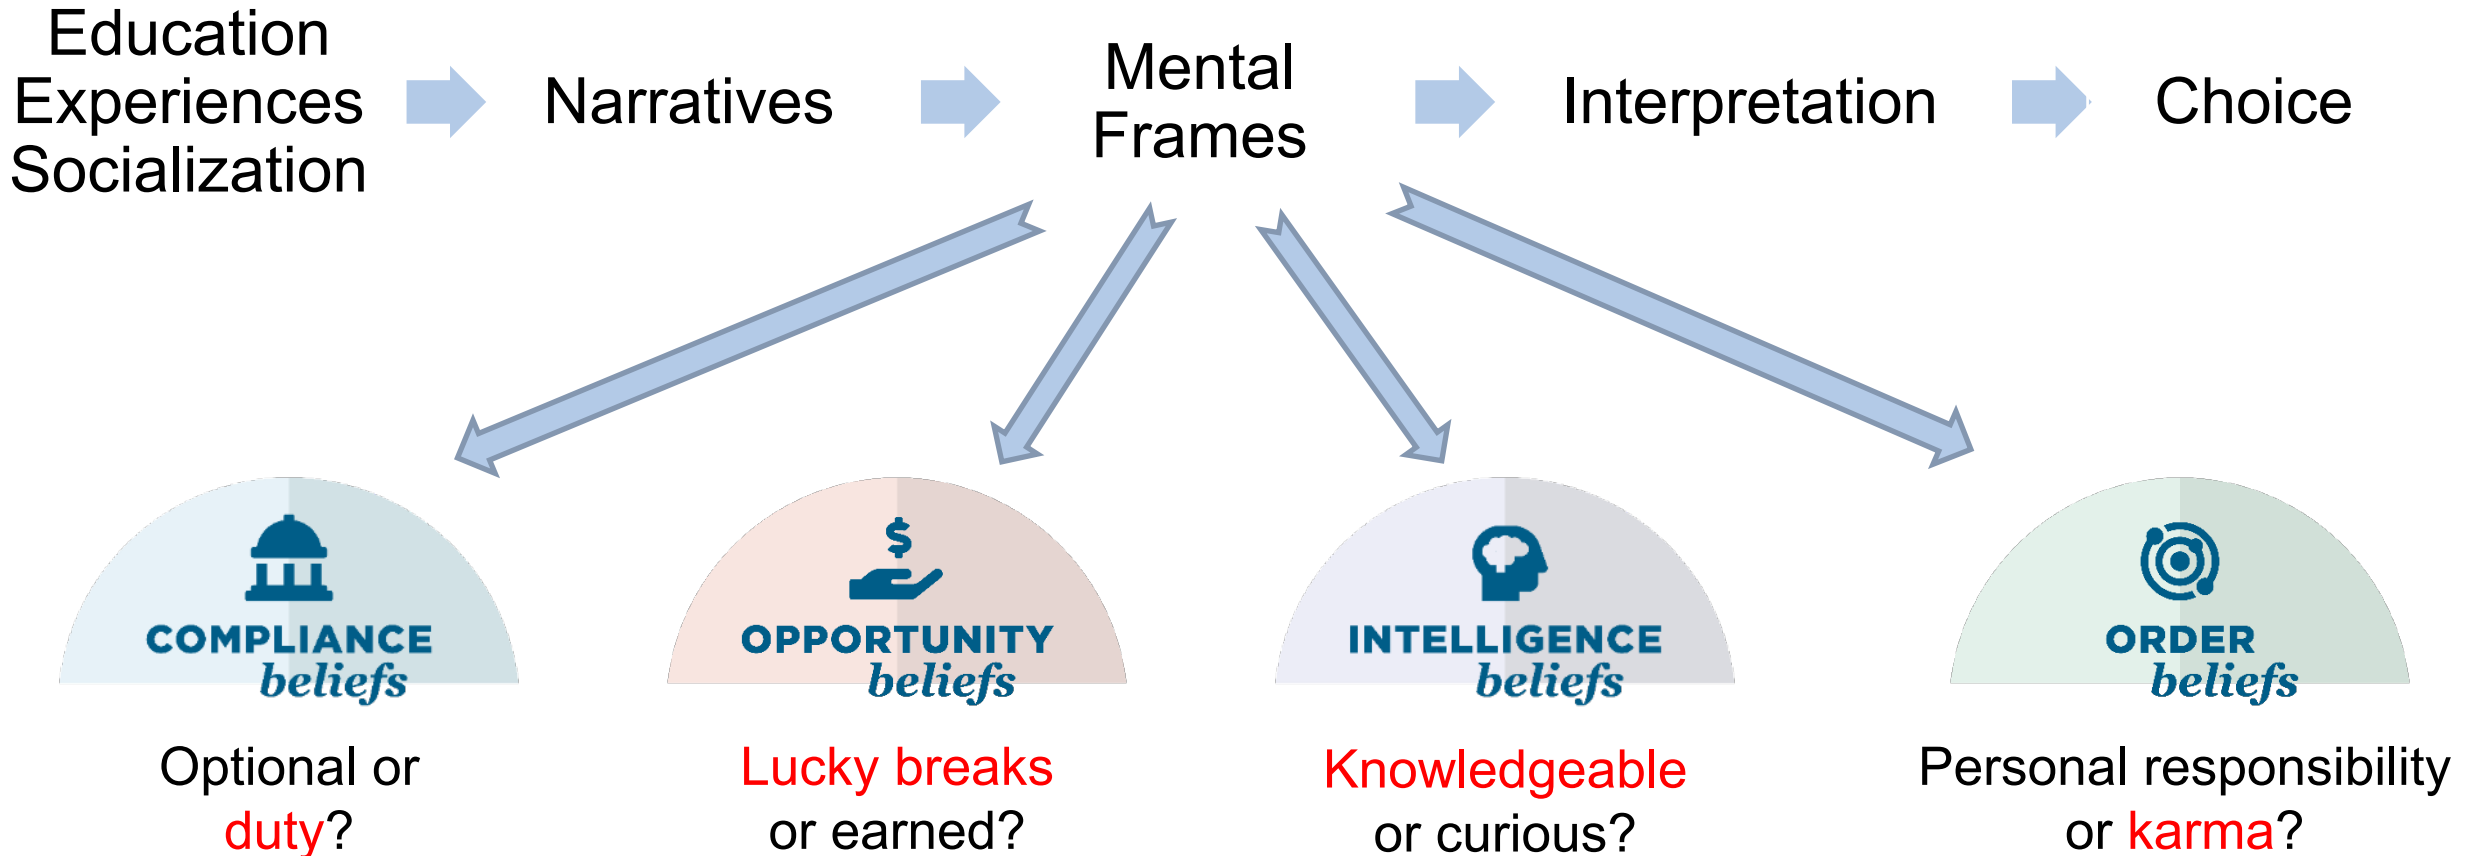 Education
Experiences
Socialization
Narratives
Mental
Frames
Interpretation
Choice
COMPLIANCE
beliefs
Optional or
duty?
$
OPPORTUNITY
beliefs
Lucky breaks
or earned?
INTELLIGENCE
beliefs
Knowledgeable
or curious?
ORDER
beliefs
Personal responsibility
or karma?